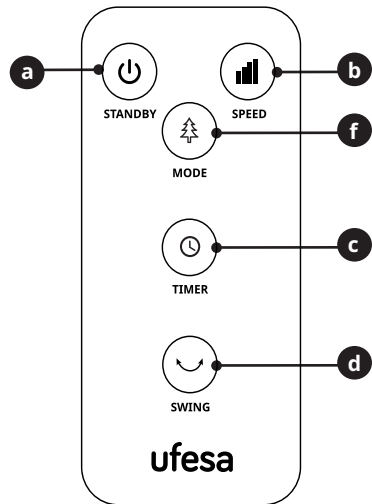 a
b
STANDBY
SPEED
f
MODE
c
TIMER
d
SWING
ufesa